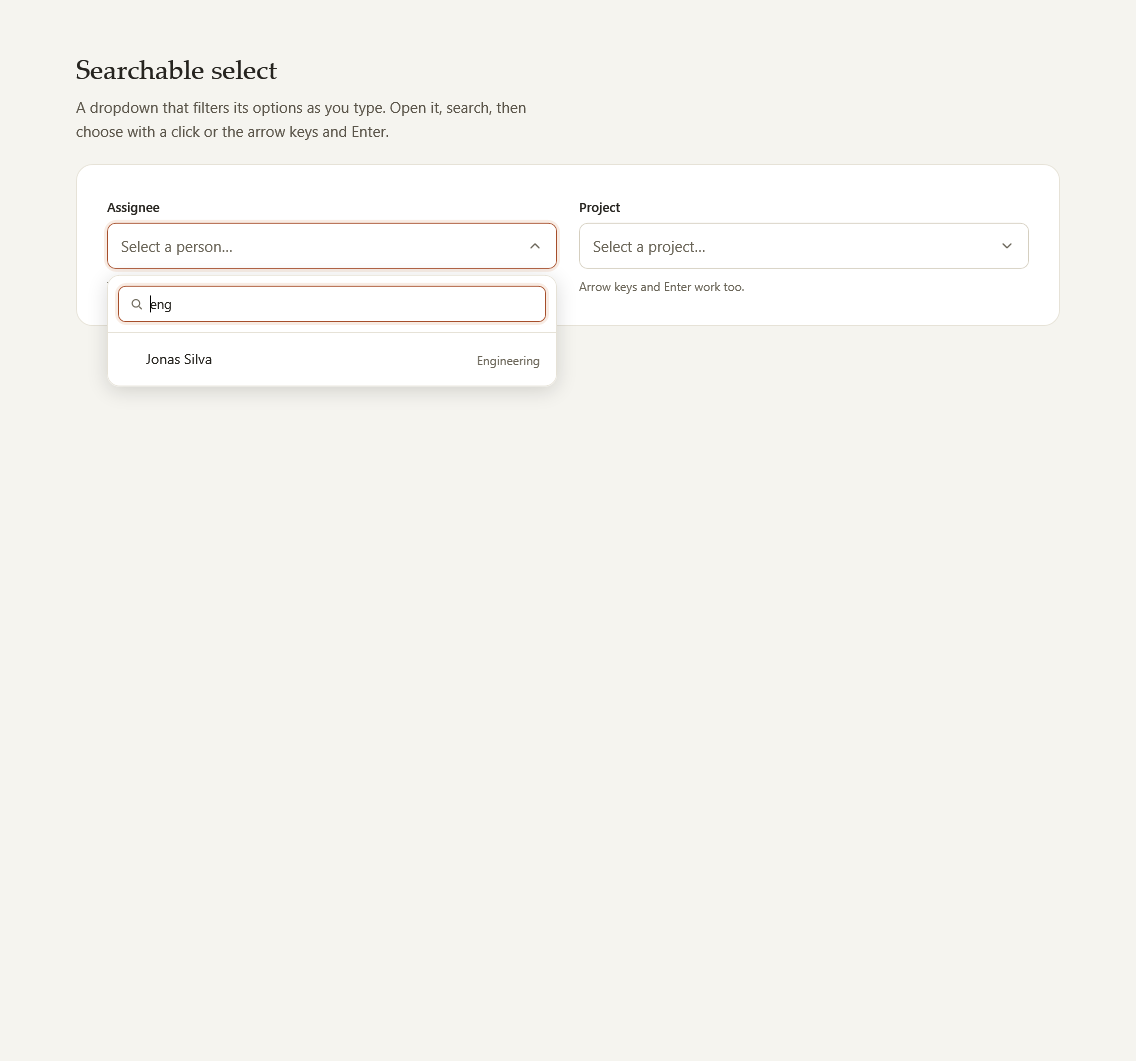 Searchable select
A dropdown that filters its options as you type. Open it, search, then
choose with a click or the arrow keys and Enter.
Assignee
Select a person...
eng
Jonas Silva
Engineering
Project
Select a project...
Arrow keys and Enter work too.